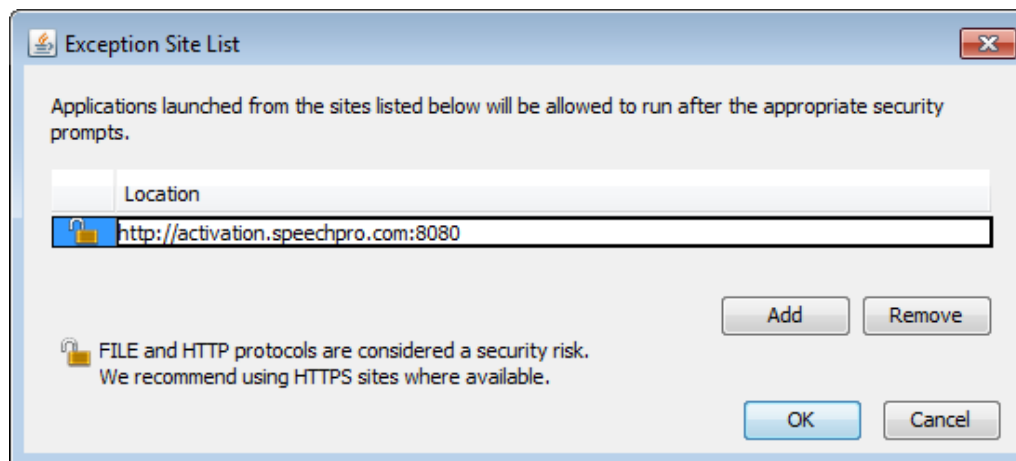 Exception Site List
Applications launched from the sites listed below will be allowed to run after the appropriate security
prompts.
Location
http://activation.speechpro.com:8080
Add
Remove
FILE and HTTP protocols are considered a security risk.
We recommend using HTTPS sites where available.
OK
Cancel